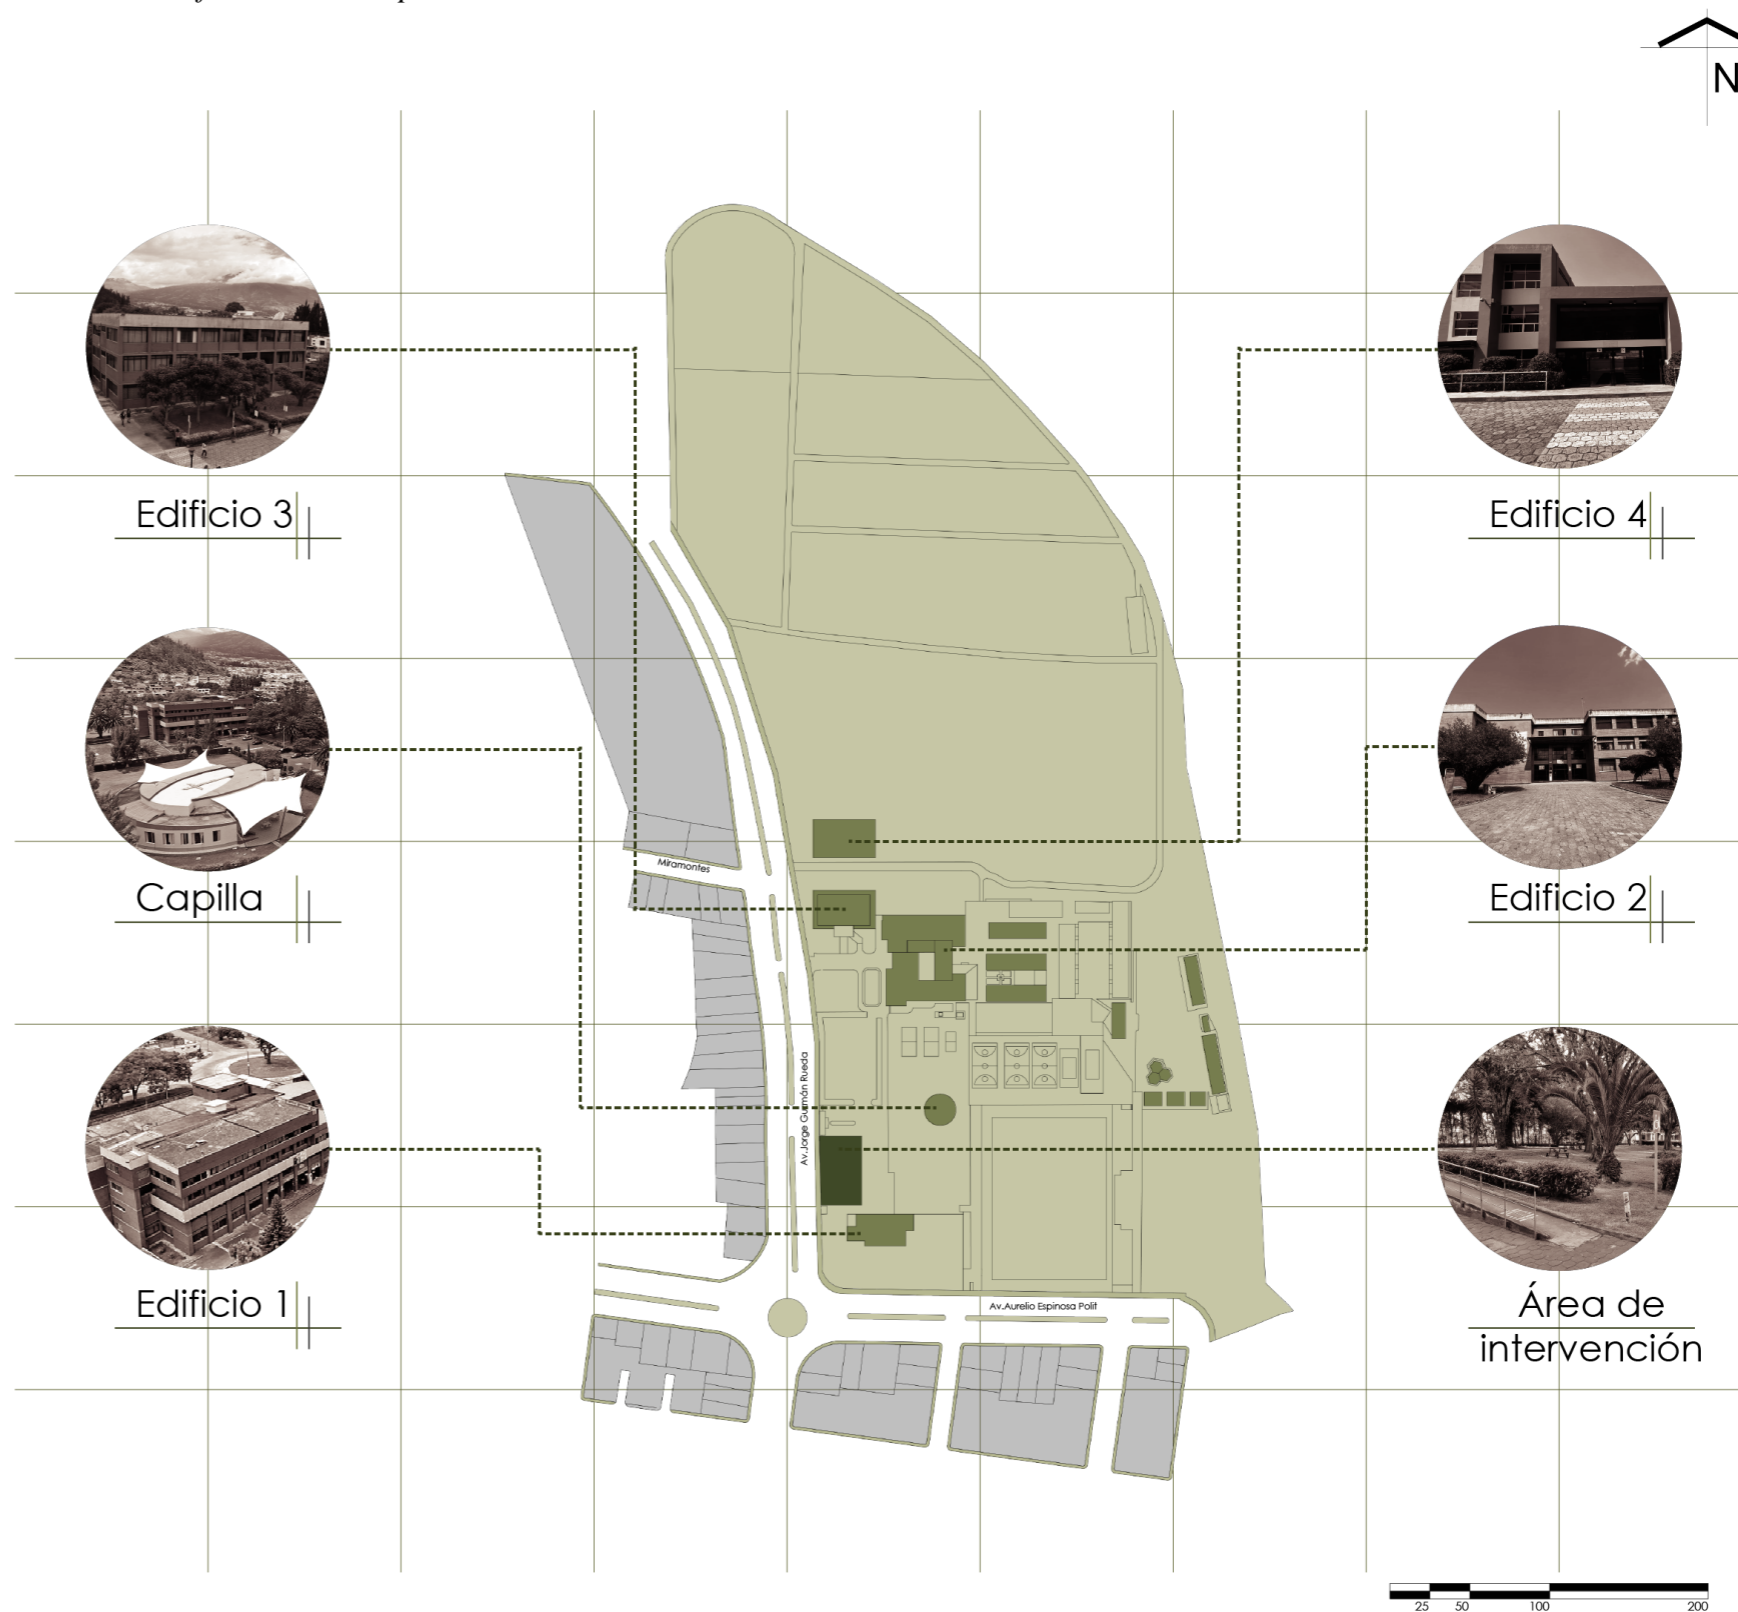 N
Edificio 3
Edificio 4
Capilla
Edificio 2
Edificio 1
Área de
intervención
Miramontes
Av.Jorge Guzmán Rueda
Av.Aurelio Espinosa Polit
25 50 100 200